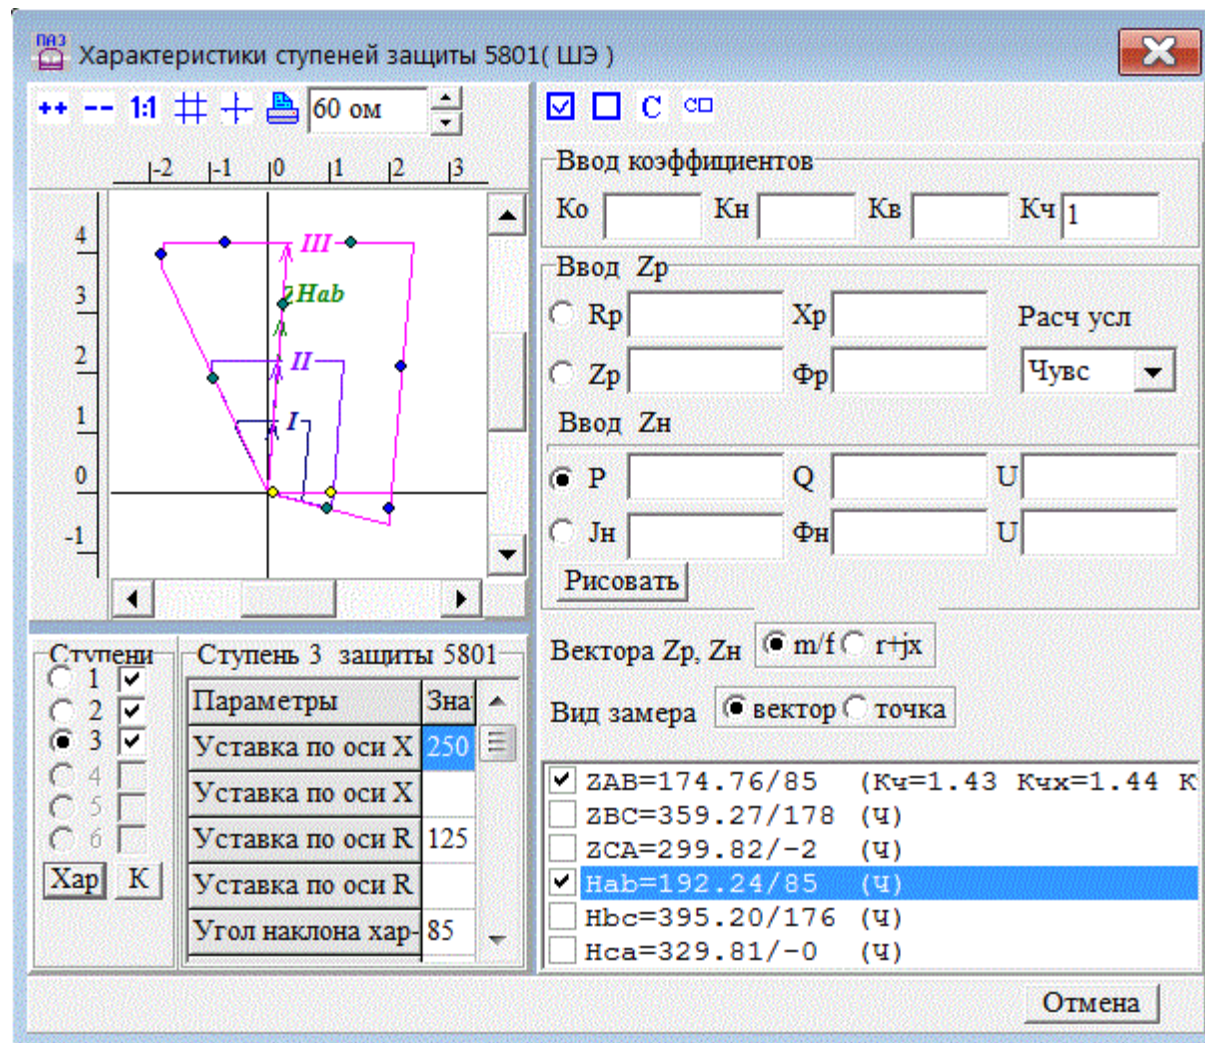 ПАЗ
Характеристики ступеней защиты 5801( ШЭ )
++ -- 1:1 60 ом
-2 -1 0 1 2 3
4
3
2
1
0
-1
III
Hab
II
I
C C
Ввод коэффициентов
Ко Кн Кв Кч 1
Ввод Zр
Rр Xр Расч усл
Zр Фр Чувс
Ввод Zн
P Q U
Jн Фн U
Рисовать
Вектора Zр, Zн m/f r+jx
Вид замера вектор точка
Ступени
1
2
3
4
5
6
Хар К
Ступень 3 защиты 5801
Параметры Зна
Уставка по оси X 250
Уставка по оси X
Уставка по оси R 125
Уставка по оси R
Угол наклона хар- 85
ZAB=174.76/85 (Кч=1.43 Кчх=1.44 К
ZBC=359.27/178 (Ч)
ZCA=299.82/-2 (Ч)
Hab=192.24/85 (Ч)
Hbc=395.20/176 (Ч)
Hca=329.81/-0 (Ч)
Отмена